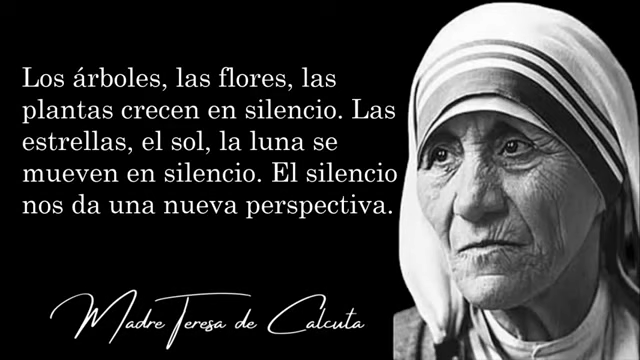 Los árboles, las flores, las
plantas crecen en silencio. Las
estrellas, el sol, la luna se
mueven en silencio. El silencio
nos da una nueva perspectiva.
Madre Teresa de Calcuta